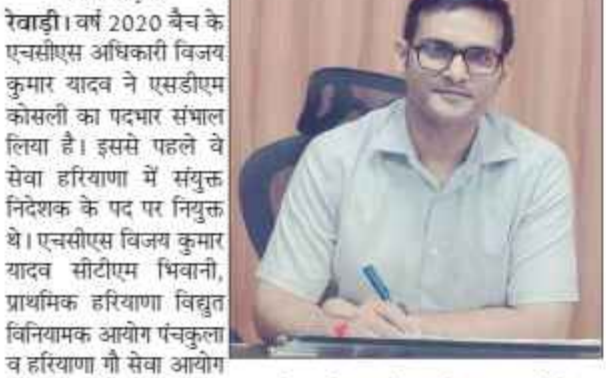 रेवाड़ी। वर्ष 2020 बैच के
एचसीएस अधिकारी विजय
कुमार यादव ने एसडीएम
कोसली का पदभार संभाल
लिया है। इससे पहले वे
सेवा हरियाणा में संयुक्त
निदेशक के पद पर नियुक्त
थे। एचसीएस विजय कुमार
यादव सीटीएम भिवानी,
प्राथमिक हरियाणा विद्युत
विनियामक आयोग पंचकुला
व हरियाणा गौ सेवा आयोग